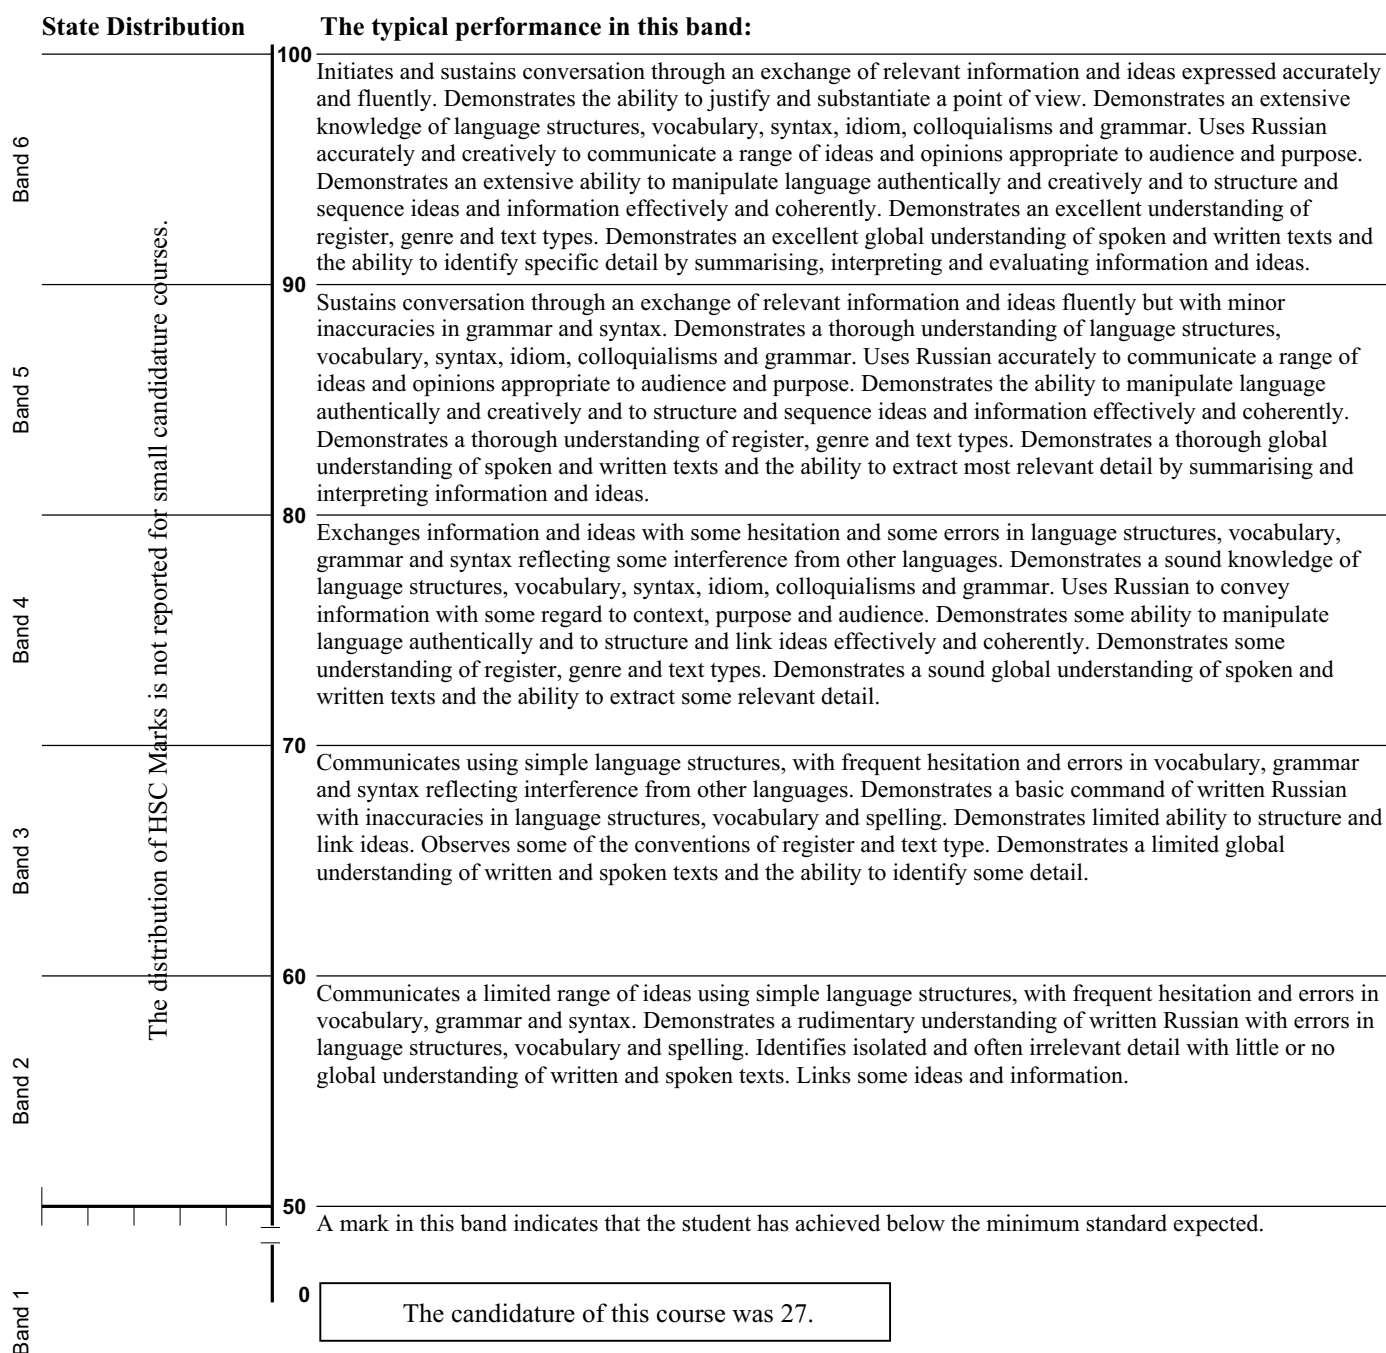 State Distribution
The typical performance in this band:
100
Band 6
Initiates and sustains conversation through an exchange of relevant information and ideas expressed accurately
and fluently. Demonstrates the ability to justify and substantiate a point of view. Demonstrates an extensive
knowledge of language structures, vocabulary, syntax, idiom, colloquialisms and grammar. Uses Russian
accurately and creatively to communicate a range of ideas and opinions appropriate to audience and purpose.
Demonstrates an extensive ability to manipulate language authentically and creatively and to structure and
sequence ideas and information effectively and coherently. Demonstrates an excellent understanding of
register, genre and text types. Demonstrates an excellent global understanding of spoken and written texts and
the ability to identify specific detail by summarising, interpreting and evaluating information and ideas.
The distribution of HSC Marks is not reported for small candidature courses.
90
Band 5
Sustains conversation through an exchange of relevant information and ideas fluently but with minor
inaccuracies in grammar and syntax. Demonstrates a thorough understanding of language structures,
vocabulary, syntax, idiom, colloquialisms and grammar. Uses Russian accurately to communicate a range of
ideas and opinions appropriate to audience and purpose. Demonstrates the ability to manipulate language
authentically and creatively and to structure and sequence ideas and information effectively and coherently.
Demonstrates a thorough understanding of register, genre and text types. Demonstrates a thorough global
understanding of spoken and written texts and the ability to extract most relevant detail by summarising and
interpreting information and ideas.
80
Band 4
Exchanges information and ideas with some hesitation and some errors in language structures, vocabulary,
grammar and syntax reflecting some interference from other languages. Demonstrates a sound knowledge of
language structures, vocabulary, syntax, idiom, colloquialisms and grammar. Uses Russian to convey
information with some regard to context, purpose and audience. Demonstrates some ability to manipulate
language authentically and to structure and link ideas effectively and coherently. Demonstrates some
understanding of register, genre and text types. Demonstrates a sound global understanding of spoken and
written texts and the ability to extract some relevant detail.
70
Band 3
Communicates using simple language structures, with frequent hesitation and errors in vocabulary, grammar
and syntax reflecting interference from other languages. Demonstrates a basic command of written Russian
with inaccuracies in language structures, vocabulary and spelling. Demonstrates limited ability to structure and
link ideas. Observes some of the conventions of register and text type. Demonstrates a limited global
understanding of written and spoken texts and the ability to identify some detail.
60
Band 2
Communicates a limited range of ideas using simple language structures, with frequent hesitation and errors in
vocabulary, grammar and syntax. Demonstrates a rudimentary understanding of written Russian with errors in
language structures, vocabulary and spelling. Identifies isolated and often irrelevant detail with little or no
global understanding of written and spoken texts. Links some ideas and information.
50
A mark in this band indicates that the student has achieved below the minimum standard expected.
Band 1
0
The candidature of this course was 27.